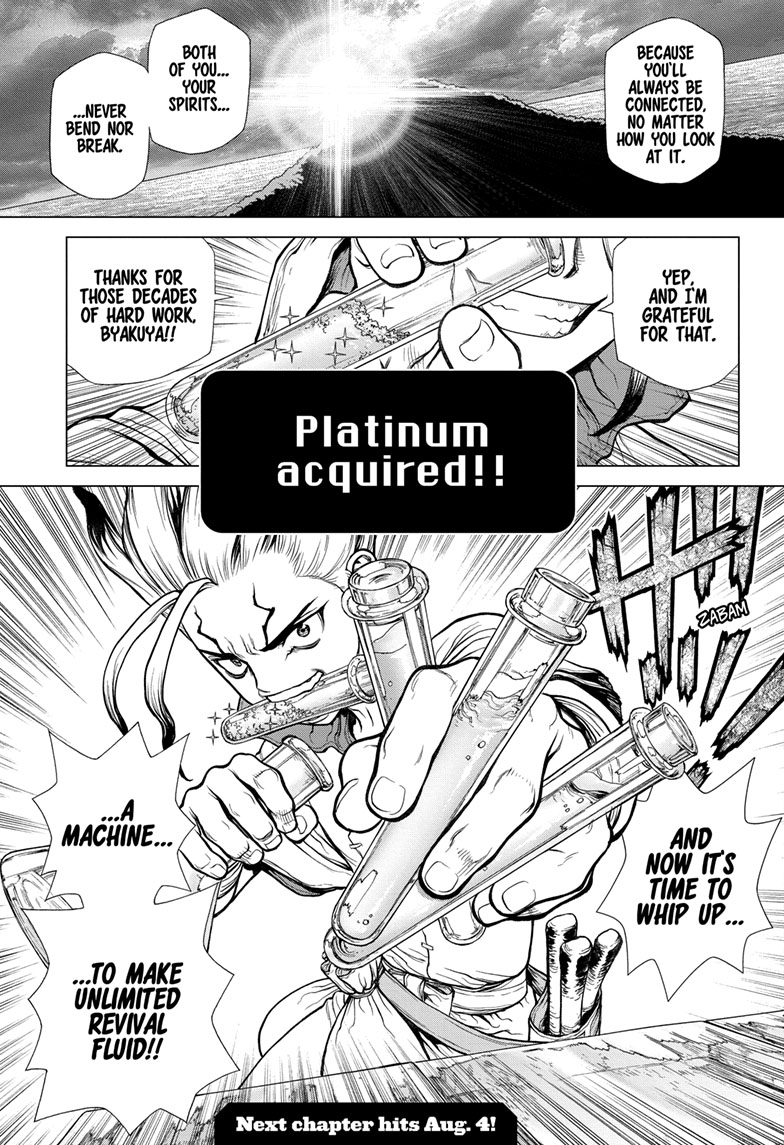 BECAUSE
YOU'LL
ALWAYS BE
CONNECTED,
NO MATTER
HOW YOU LOOK
AT IT.
BOTH
OF YOU...
YOUR
SPIRITS...
...NEVER
BEND NOR
BREAK.
YEP,
AND I'M
GRATEFUL
FOR THAT.
THANKS FOR
THOSE DECADES
OF HARD WORK,
BYAKUYA!!
Platinum
acquired!!
ZABAM
AND
NOW IT'S
TIME TO
WHIP UP...
...A
MACHINE...
...TO MAKE
UNLIMITED
REVIVAL
FLUID!!
Next chapter hits Aug. 4!